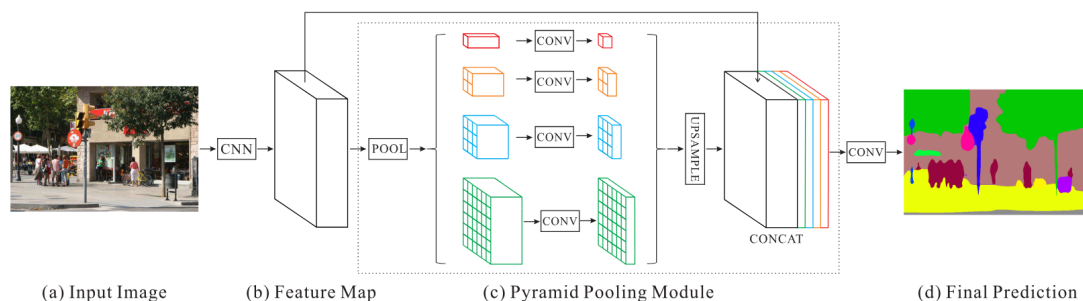 CNN
POOL
CONV
CONV
CONV
CONV
UPSAMPLE
CONCAT
CONV
(a) Input Image
(b) Feature Map
(c) Pyramid Pooling Module
(d) Final Prediction